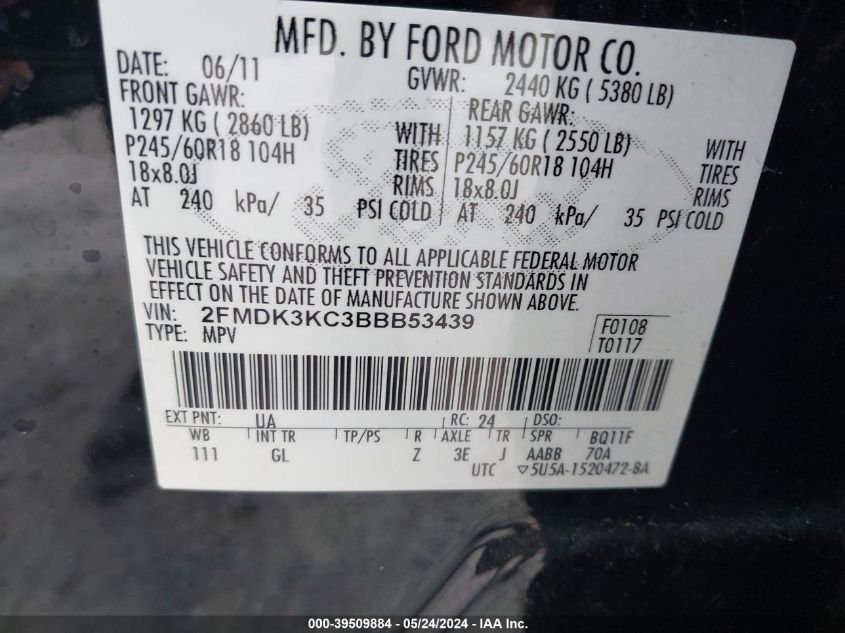 MFD. BY FORD MOTOR CO.
DATE: 06/11 GVWR: 2440 KG ( 5380 LB)
FRONT GAWR: REAR GAWR:
1297 KG ( 2860 LB) WITH 1157 KG ( 2550 LB) WITH
P245/60R18 104H TIRES P245/60R18 104H TIRES
18x8.0J RIMS 18x8.0J RIMS
AT 240 kPa/ 35 PSI COLD AT 240 kPa/ 35 PSI COLD
THIS VEHICLE CONFORMS TO ALL APPLICABLE FEDERAL MOTOR
VEHICLE SAFETY AND THEFT PREVENTION STANDARDS IN
EFFECT ON THE DATE OF MANUFACTURE SHOWN ABOVE.
VIN: 2FMDK3KC3BBB53439 F0108
TYPE: MPV T0117
EXT PNT: UA RC: 24 DSO:
WB INT TR TP/PS R AXLE TR SPR BQ11F
111 GL Z 3E J AABB 70A
UTC ▽5U5A-1520472-BA
000-39509884 - 05/24/2024 - IAA Inc.